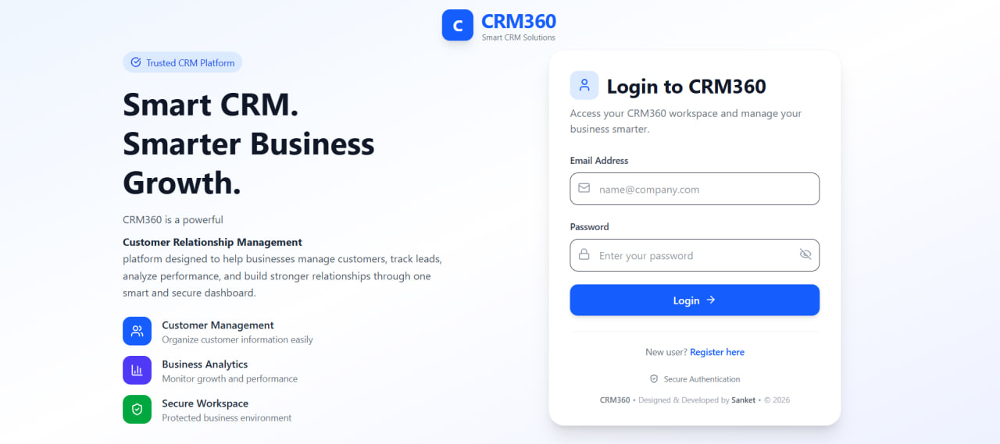 C
CRM360
Smart CRM Solutions
Trusted CRM Platform
Smart CRM.
Smarter Business
Growth.
CRM360 is a powerful
Customer Relationship Management
platform designed to help businesses manage customers, track leads,
analyze performance, and build stronger relationships through one
smart and secure dashboard.
Customer Management
Organize customer information easily
Business Analytics
Monitor growth and performance
Secure Workspace
Protected business environment
Login to CRM360
Access your CRM360 workspace and manage your
business smarter.
Email Address
name@company.com
Password
Enter your password
Login →
New user? Register here
Secure Authentication
CRM360 • Designed & Developed by Sanket • © 2026